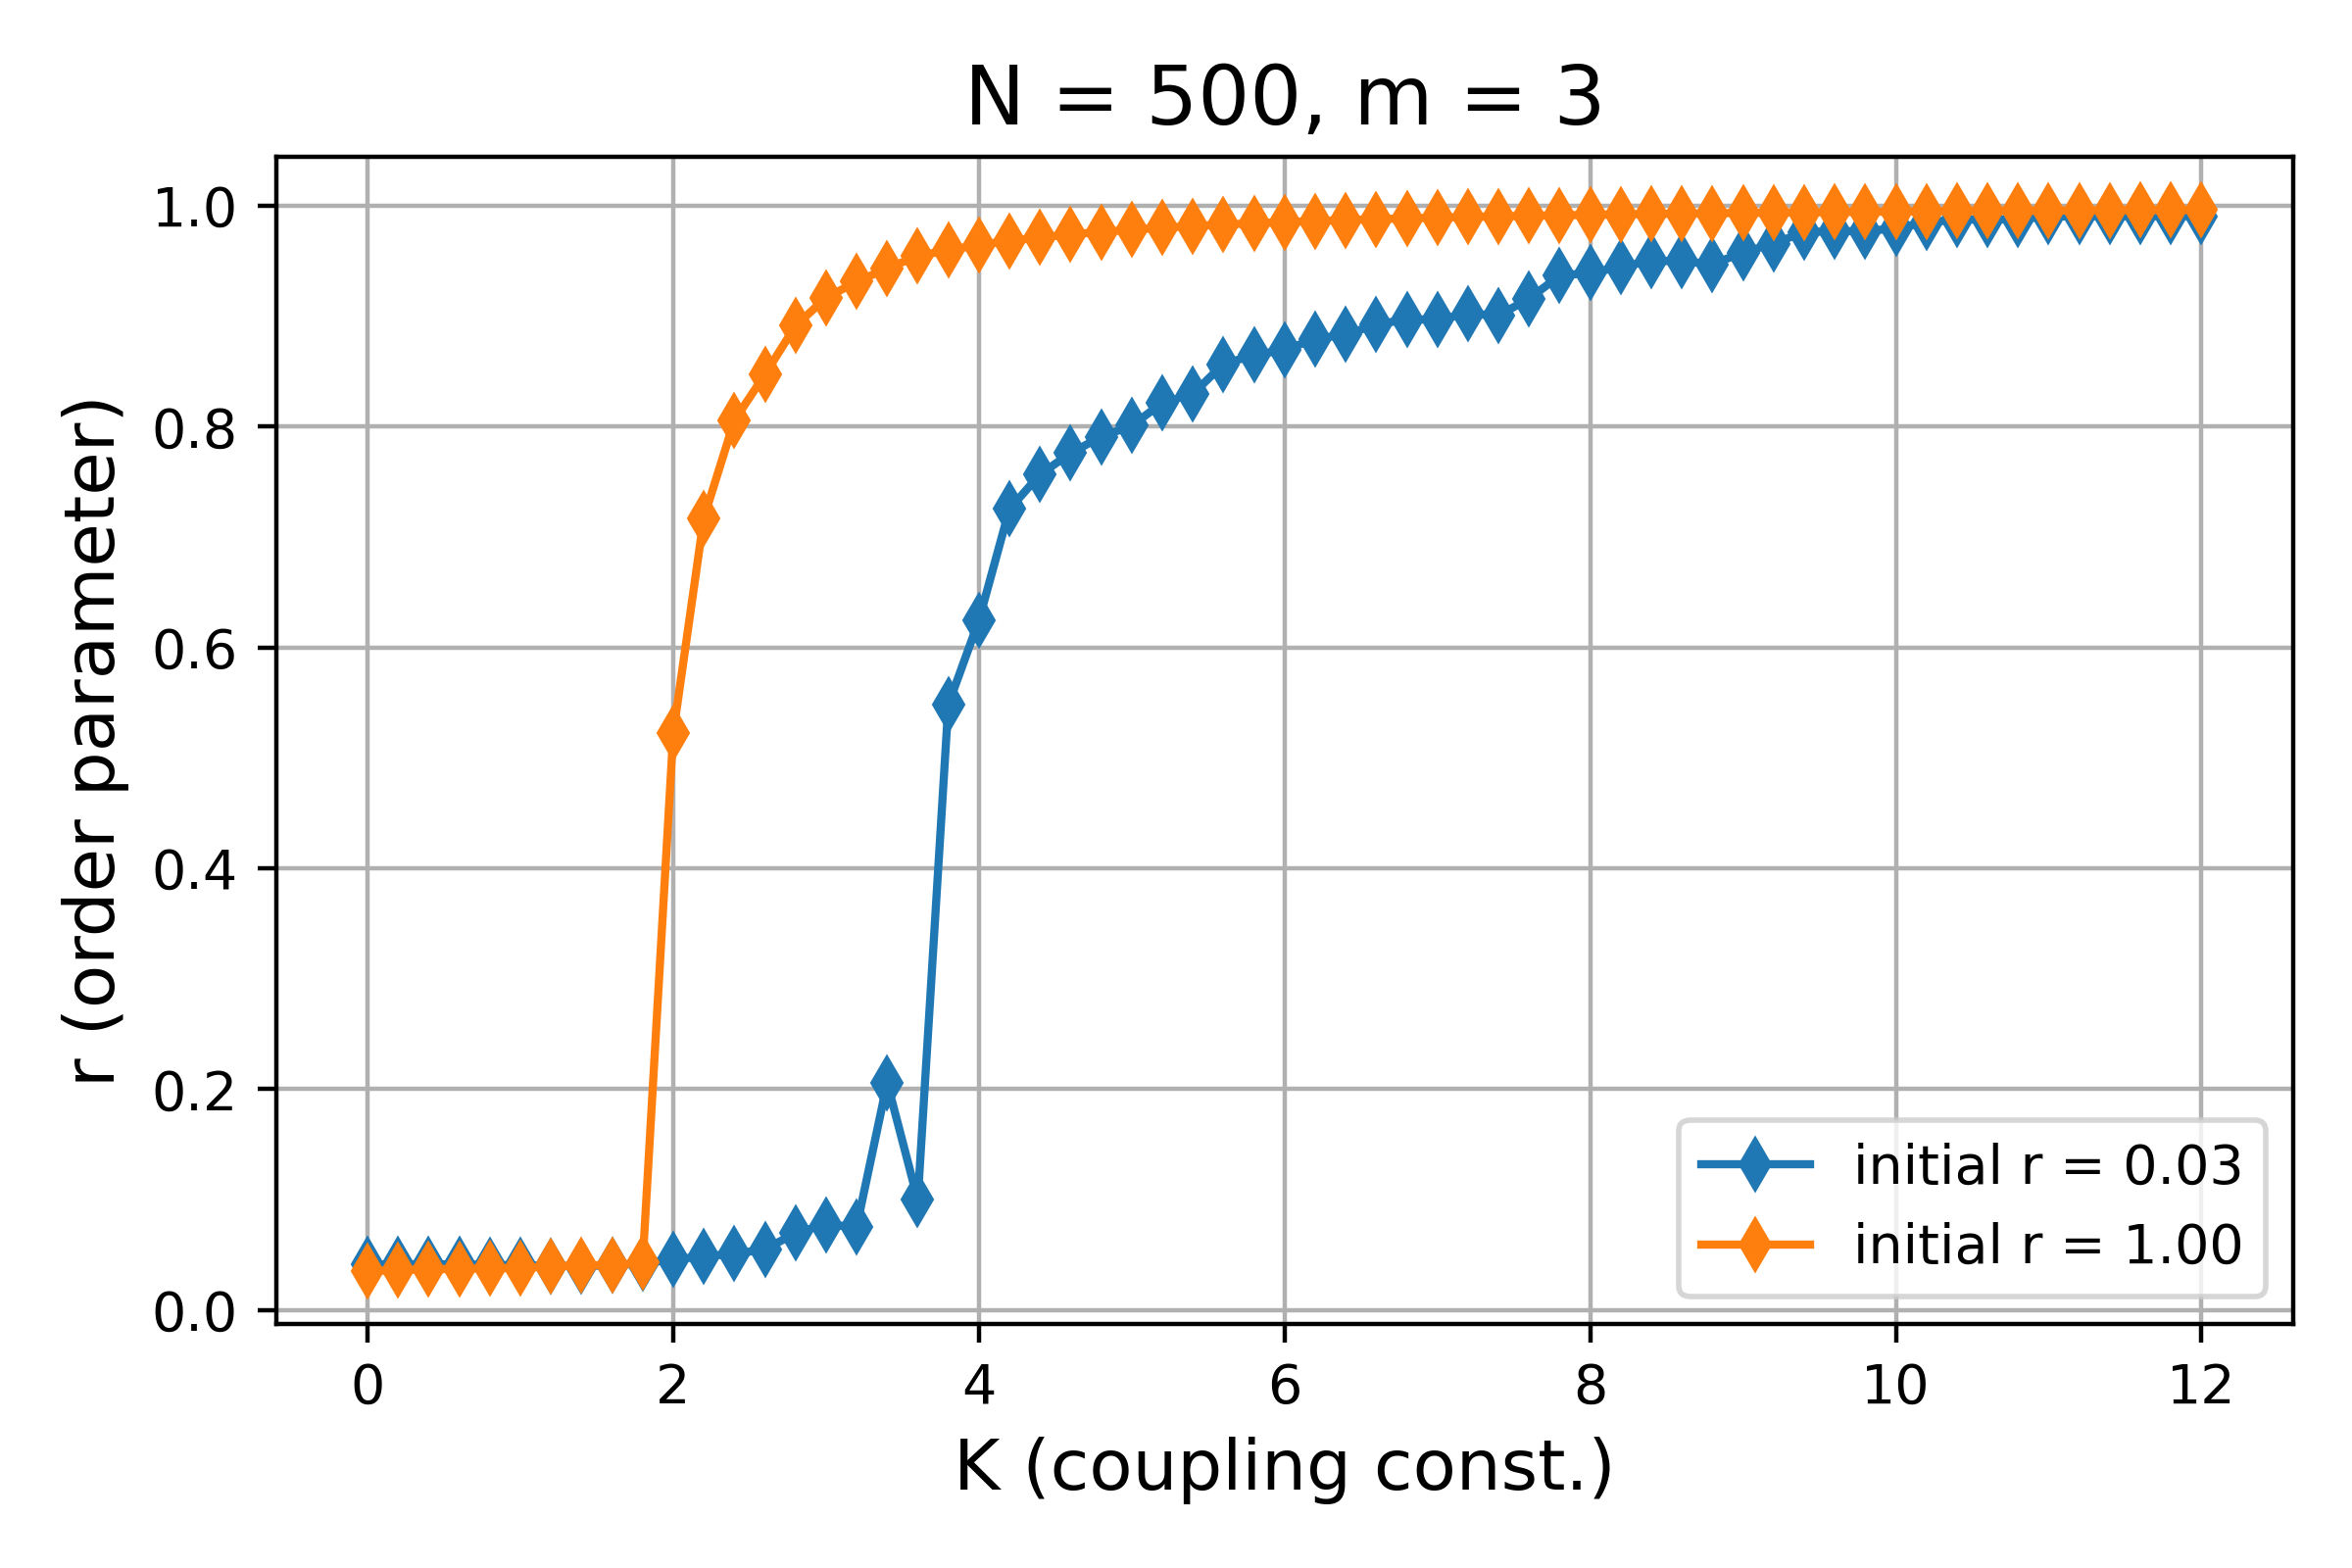 N = 500, m = 3
r (order parameter)
1.0
0.8
0.6
0.4
0.2
0.0
initial r = 0.03
initial r = 1.00
0 2 4 6 8 10 12
K (coupling const.)